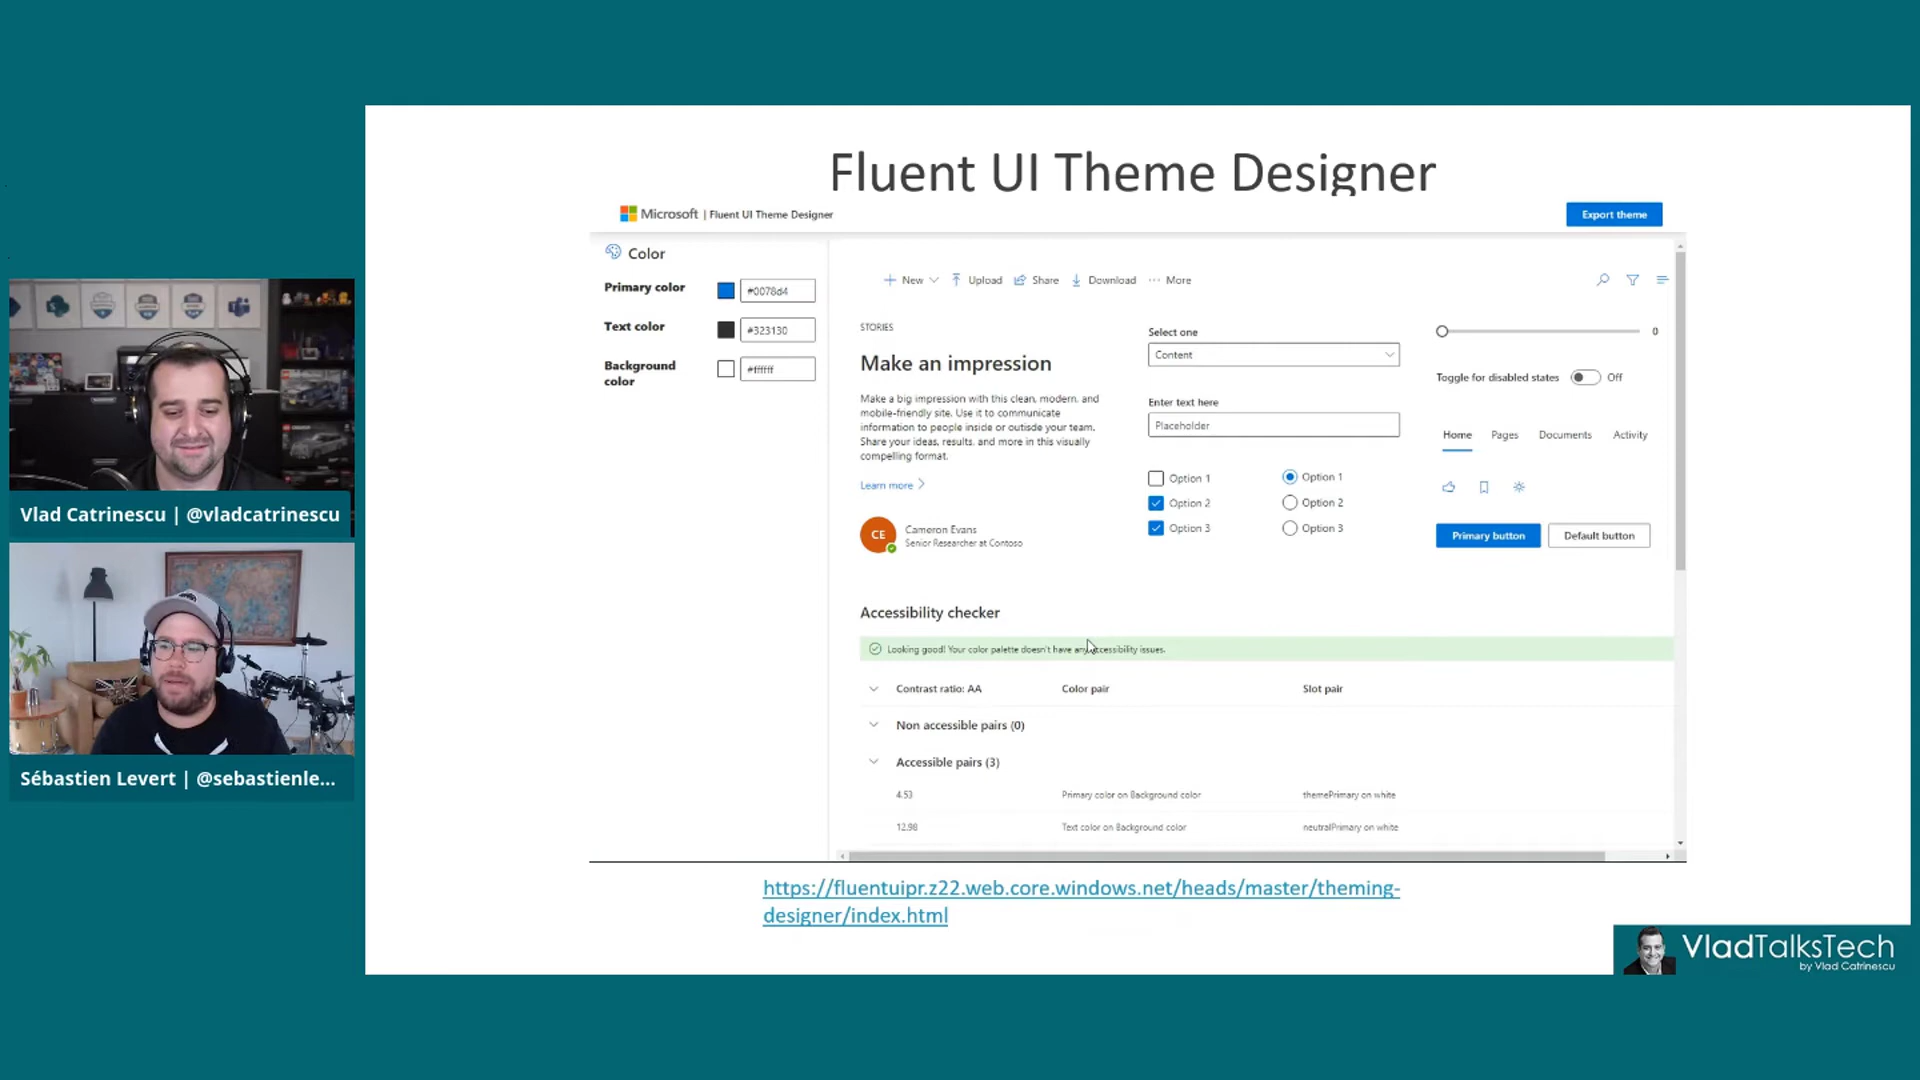 Fluent UI Theme Designer
Microsoft | Fluent UI Theme Designer
Export theme
Color
Primary color
#0078d4
Text color
#323130
Background
color
#ffffff
New
Upload
Share
Download
More
STORIES
Make an impression
Make a big impression with this clean, modern, and
mobile-friendly site. Use it to communicate
information to people inside or outside your team.
Share your ideas, results, and more in this visually
compelling format.
Learn more
CE
Cameron Evans
Senior Researcher at Contoso
Select one
Content
Enter text here
Placeholder
Option 1
Option 2
Option 3
Option 1
Option 2
Option 3
0
Toggle for disabled states
Off
Home Pages Documents Activity
Primary button
Default button
Accessibility checker
Looking good! Your color palette doesn't have any accessibility issues.
Contrast ratio: AA Color pair Slot pair
Non accessible pairs (0)
Accessible pairs (3)
4.53 Primary color on Background color themePrimary on white
12.98 Text color on Background color neutralPrimary on white
https://fluentuipr.z22.web.core.windows.net/heads/master/theming-
designer/index.html
Vlad Catrinescu | @vladcatrinescu
Sébastien Levert | @sebastienle...
VladTalksTech
by Vlad Catrinescu